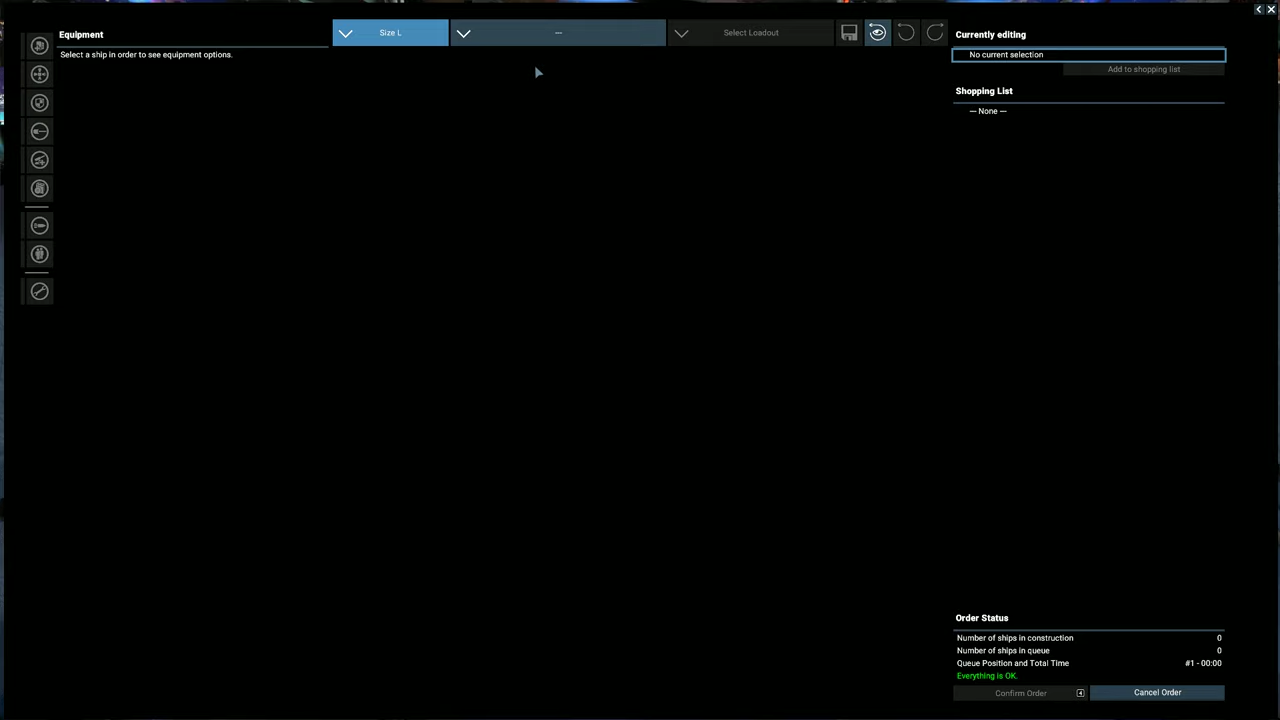 Equipment
Select a ship in order to see equipment options.
Size L
---
Select Loadout
Currently editing
No current selection
Add to shopping list
Shopping List
--- None ---
Order Status
Number of ships in construction 0
Number of ships in queue 0
Queue Position and Total Time #1 - 00:00
Everything is OK.
Confirm Order
Cancel Order